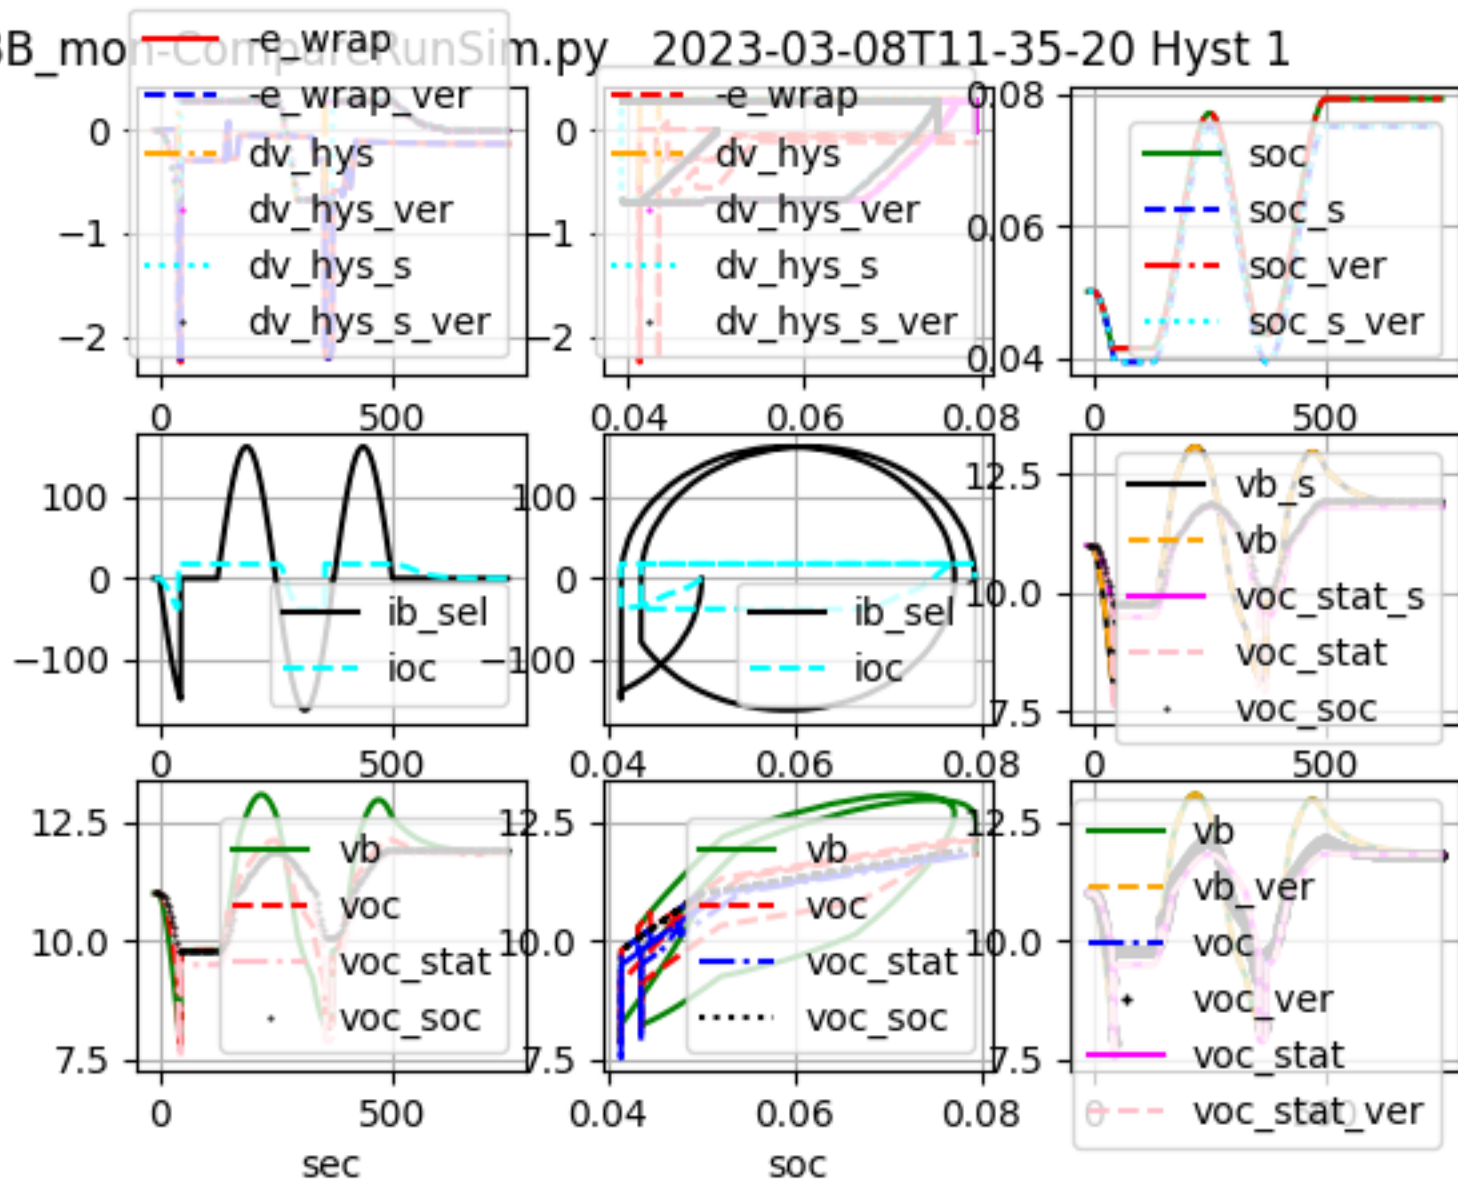 BB_mon-CompareRunSim.py 2023-03-08T11-35-20 Hyst 1
-e_wrap
-e_wrap_ver
dv_hys
dv_hys_ver
dv_hys_s
dv_hys_s_ver
0
−1
−2
0
500
-e_wrap
dv_hys
dv_hys_ver
dv_hys_s
dv_hys_s_ver
0
−1
−2
0.04
0.06
0.08
soc
soc_s
soc_ver
soc_s_ver
0.08
0.06
0.04
0
500
ib_sel
ioc
100
0
−100
0
500
ib_sel
ioc
100
0
−100
0.04
0.06
0.08
vb_s
vb
voc_stat_s
voc_stat
voc_soc
12.5
10.0
7.5
0
500
vb
voc
voc_stat
voc_soc
12.5
10.0
7.5
0
500
sec
vb
voc
voc_stat
voc_soc
12.5
10.0
7.5
0.04
0.06
0.08
soc
vb
vb_ver
voc
voc_ver
voc_stat
voc_stat_ver
12.5
10.0
7.5
0
500